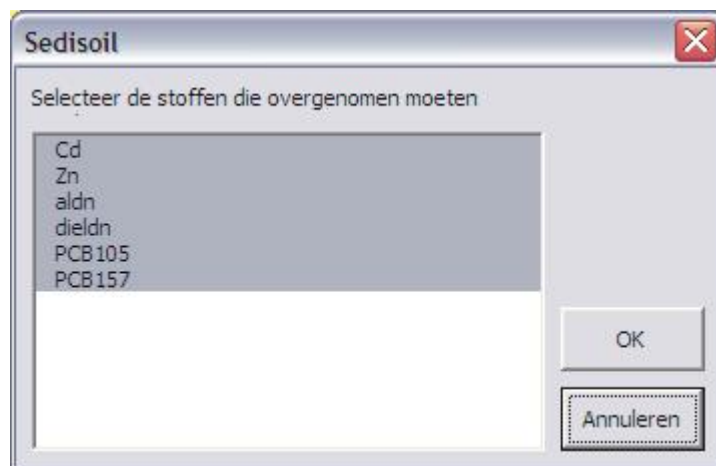 Sedisoil
Selecteer de stoffen die overgenomen moeten
Cd
Zn
aldn
dieldn
PCB105
PCB157
OK
Annuleren